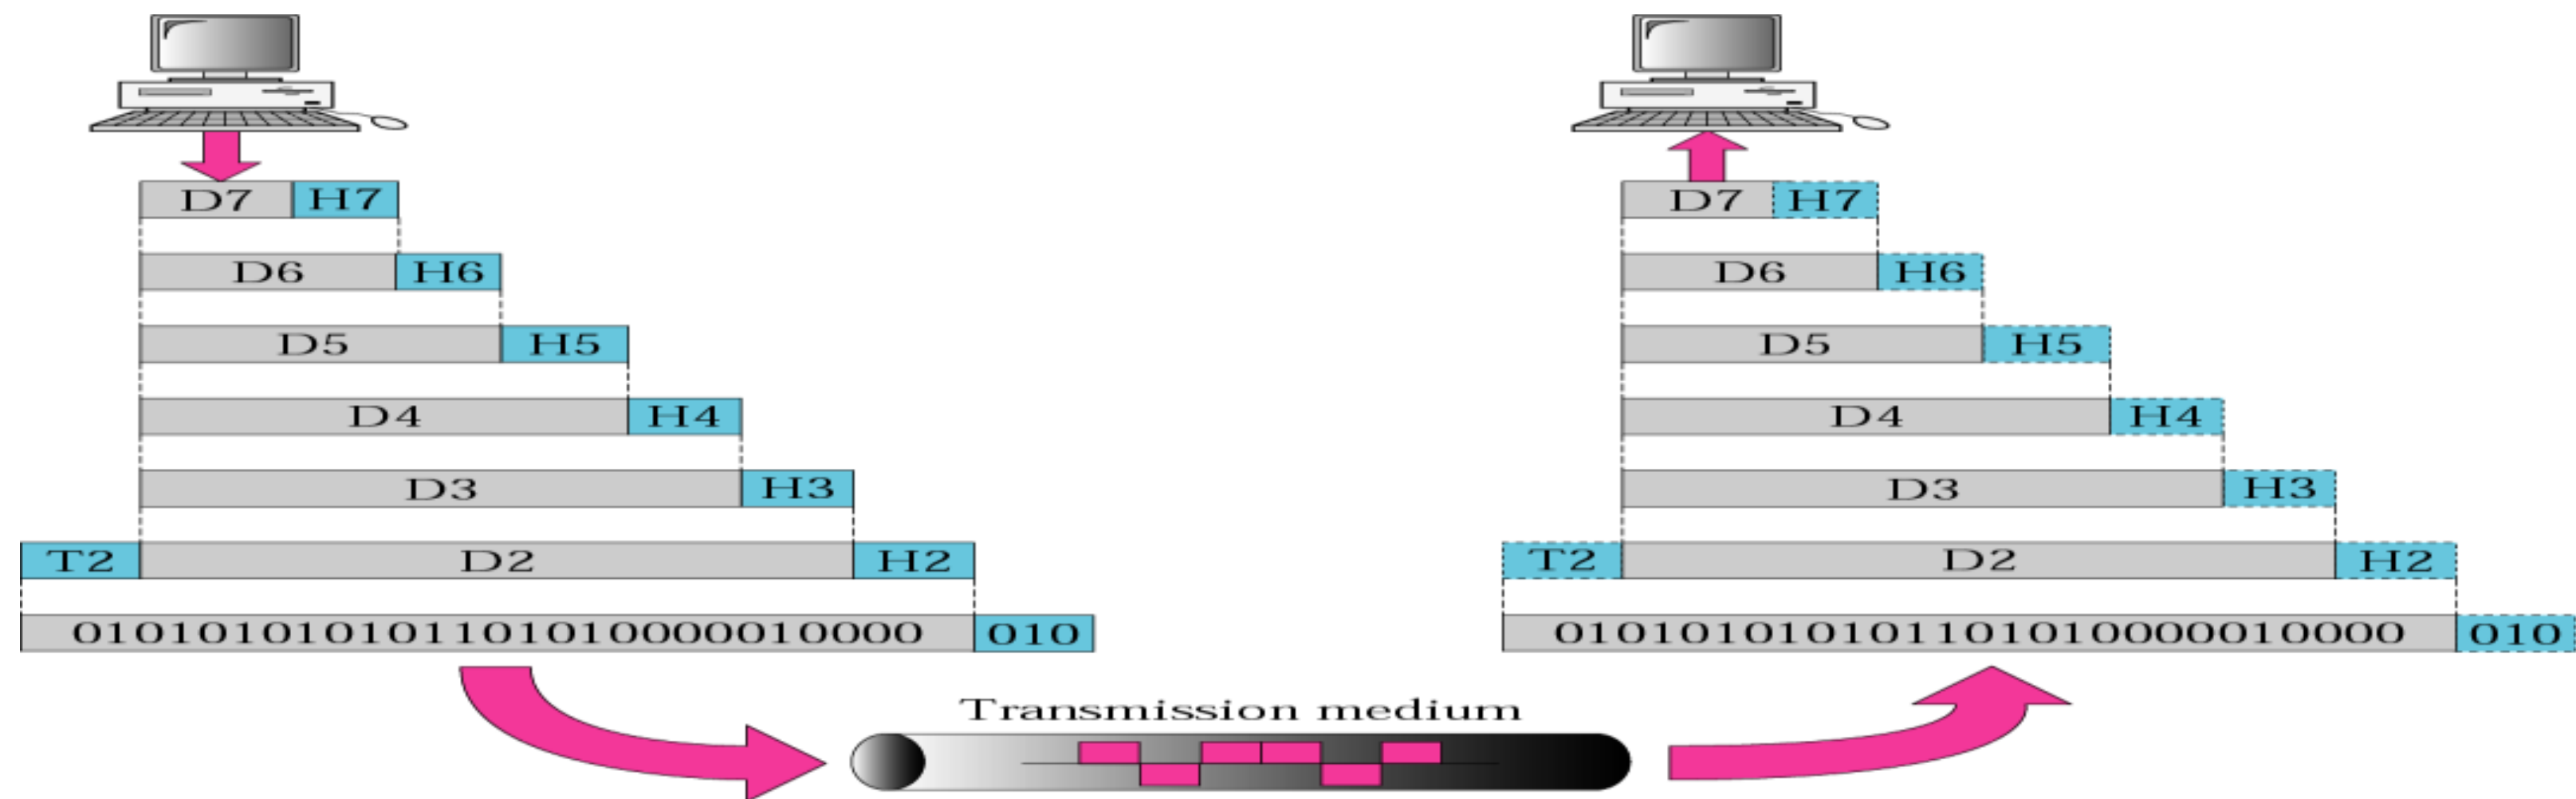 D7 H7
D6 H6
D5 H5
D4 H4
D3 H3
T2 D2 H2
010101010101101010000010000 010
D7 H7
D6 H6
D5 H5
D4 H4
D3 H3
T2 D2 H2
010101010101101010000010000 010
Transmission medium